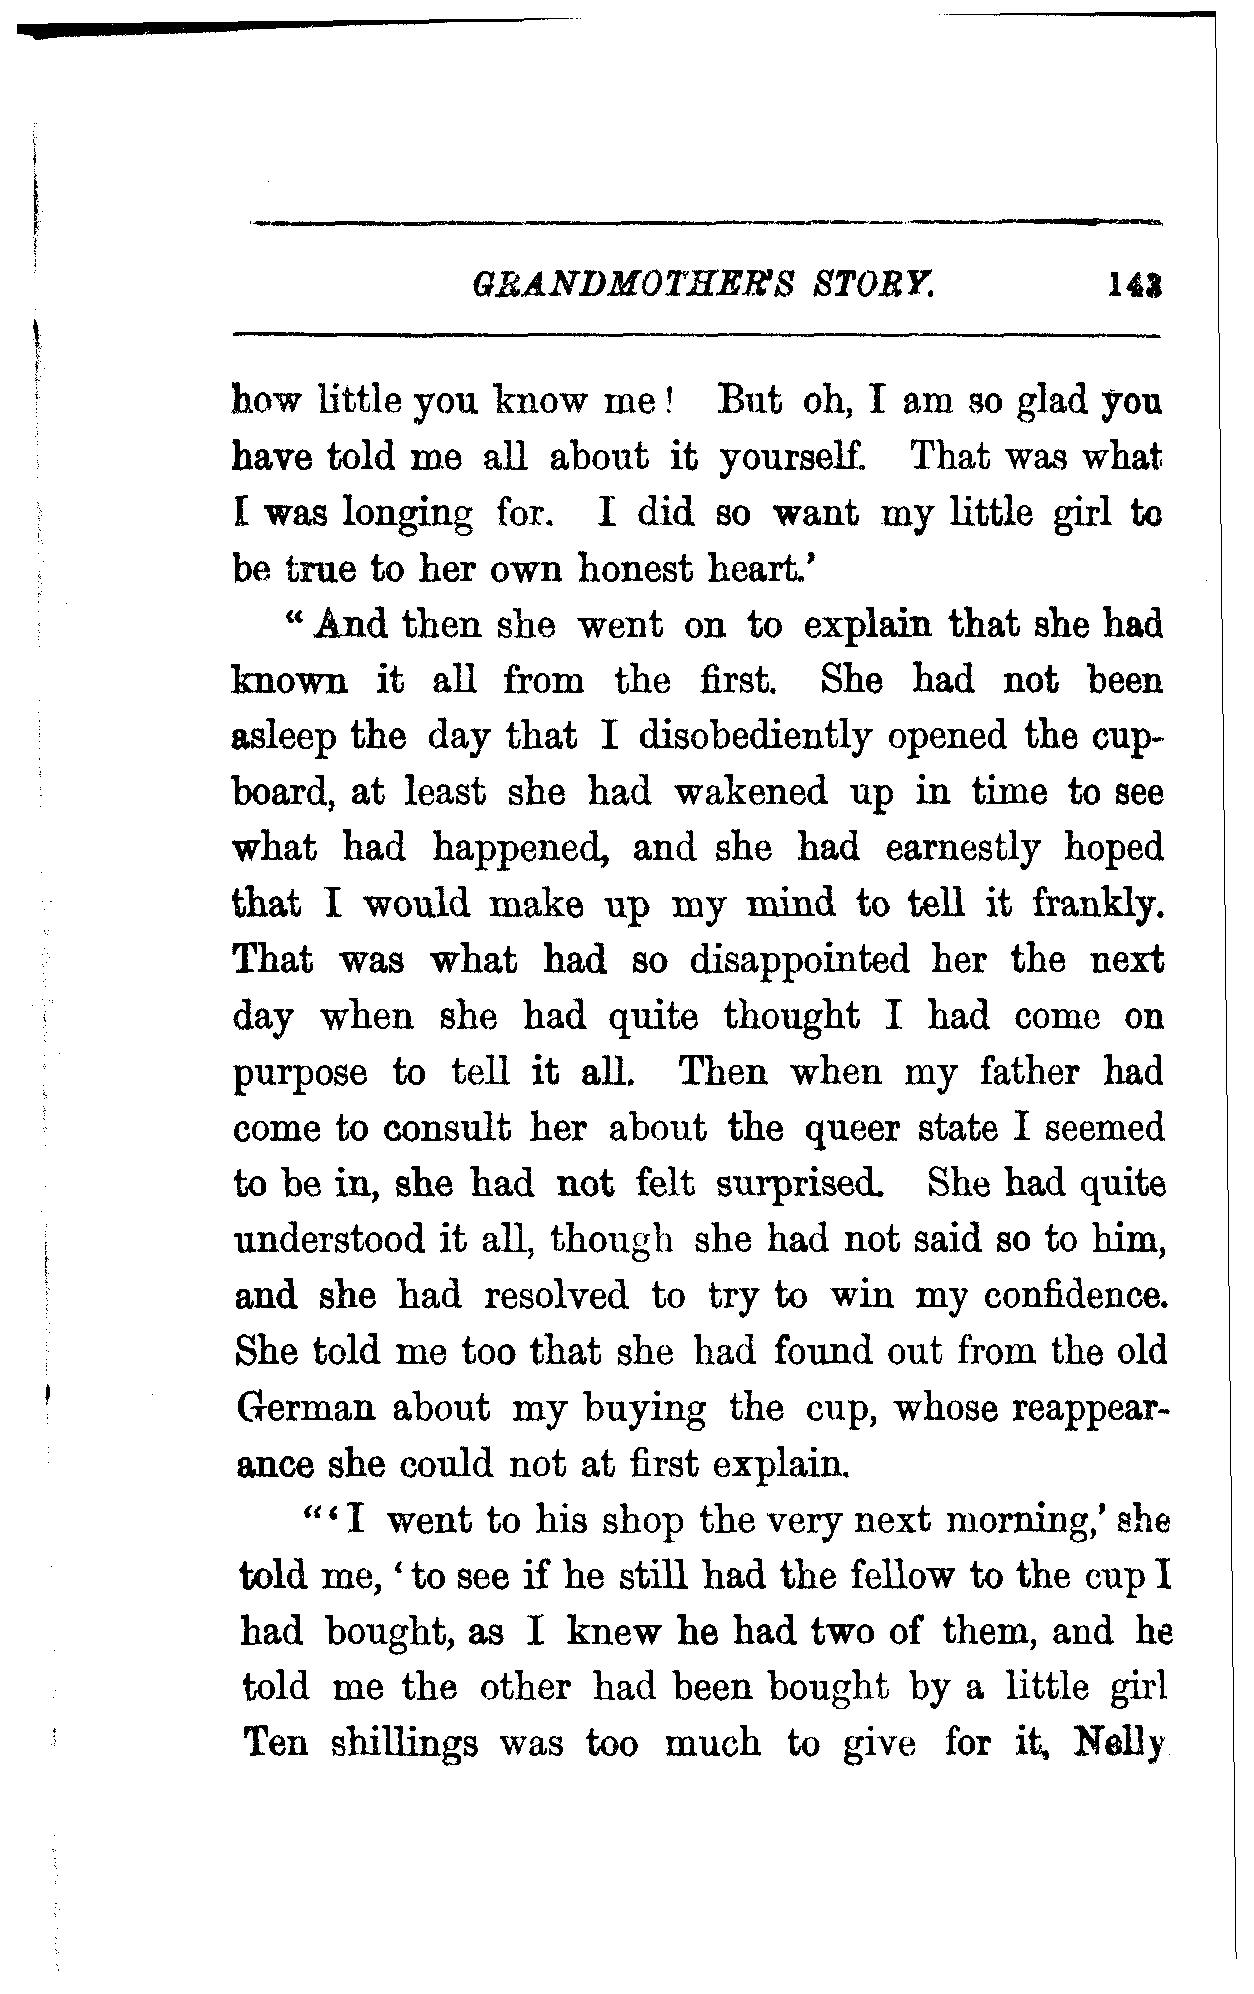 GRANDMOTHER'S STORY. 143
how little you know me! But oh, I am so glad you
have told me all about it yourself. That was what
I was longing for. I did so want my little girl to
be true to her own honest heart.'
“And then she went on to explain that she had
known it all from the first. She had not been
asleep the day that I disobediently opened the cup-
board, at least she had wakened up in time to see
what had happened, and she had earnestly hoped
that I would make up my mind to tell it frankly.
That was what had so disappointed her the next
day when she had quite thought I had come on
purpose to tell it all. Then when my father had
come to consult her about the queer state I seemed
to be in, she had not felt surprised. She had quite
understood it all, though she had not said so to him,
and she had resolved to try to win my confidence.
She told me too that she had found out from the old
German about my buying the cup, whose reappear-
ance she could not at first explain.
“‘I went to his shop the very next morning,’ she
told me, ‘to see if he still had the fellow to the cup I
had bought, as I knew he had two of them, and he
told me the other had been bought by a little girl
Ten shillings was too much to give for it, Nelly